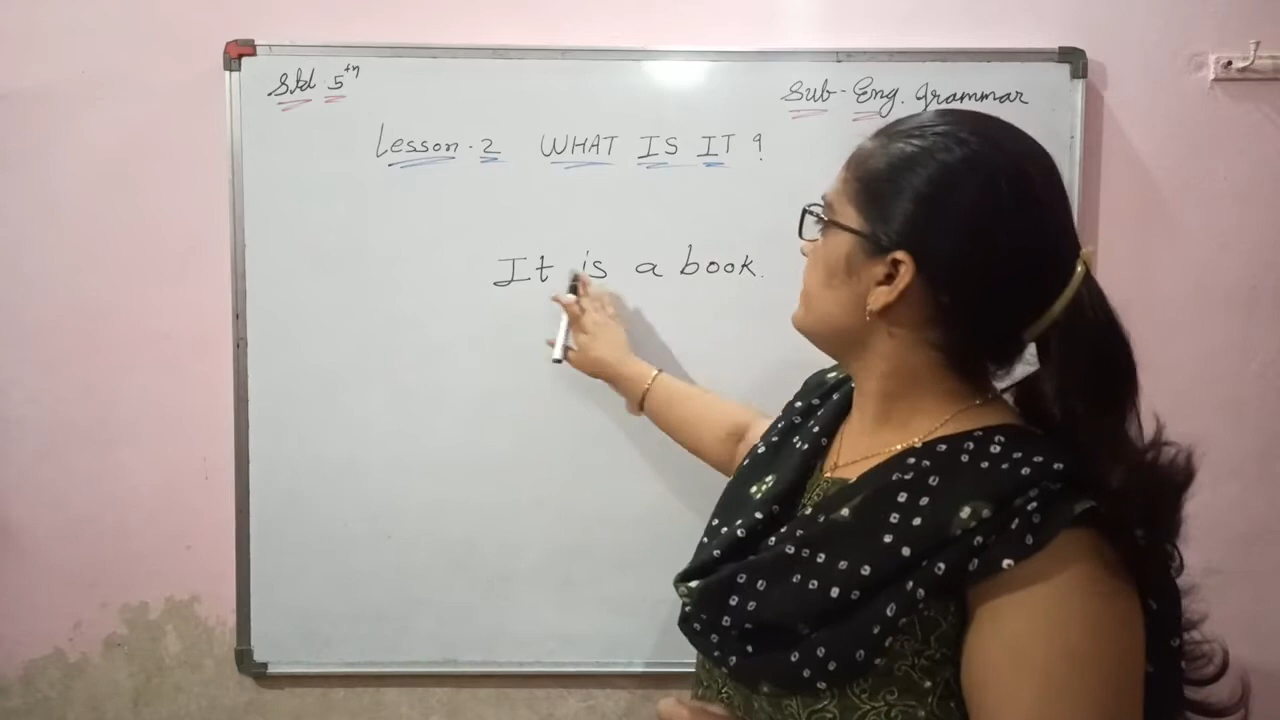 Std. 5th
Sub - Eng. Grammar
Lesson. 2 WHAT IS IT ?
It is a book.